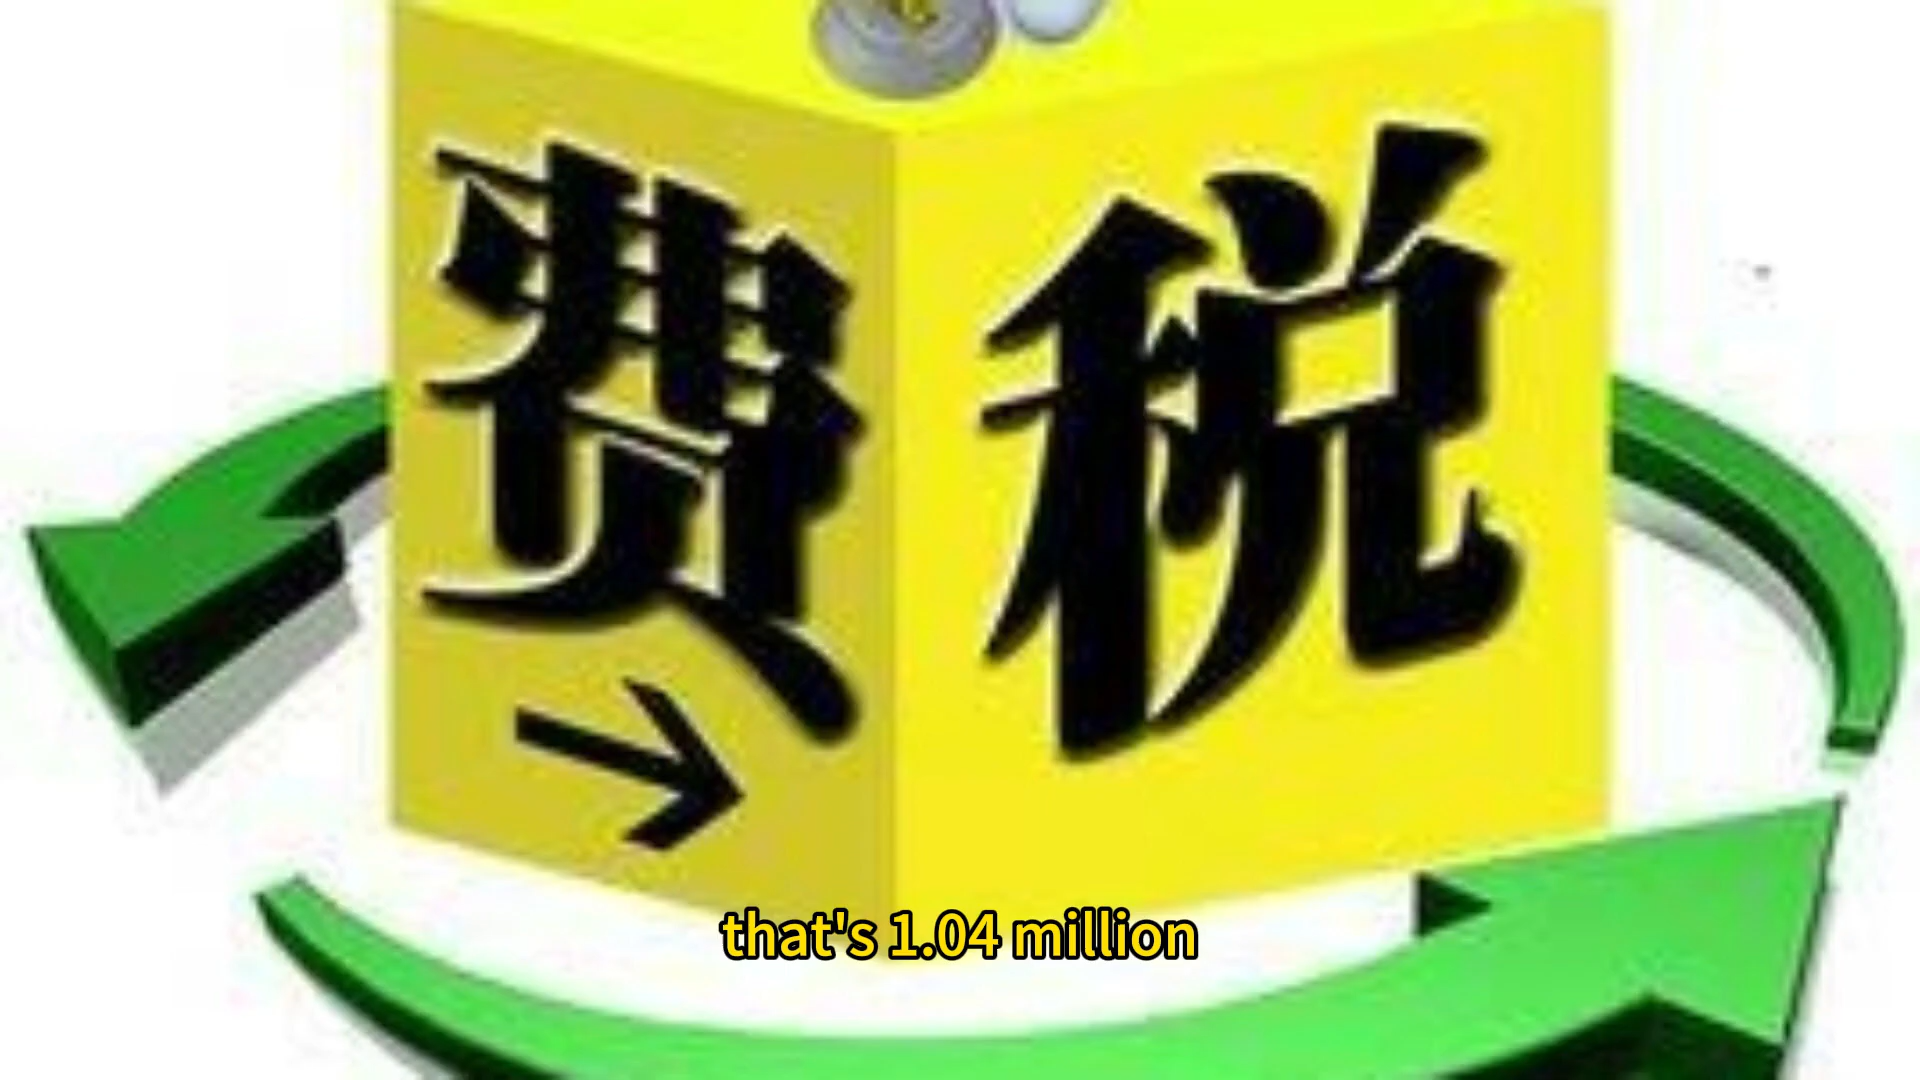 费 税
→
that's 1.04 million